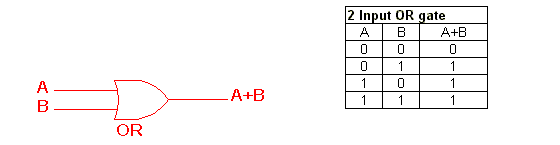 A
B
A+B
OR
2 Input OR gate
A B A+B
0 0 0
0 1 1
1 0 1
1 1 1